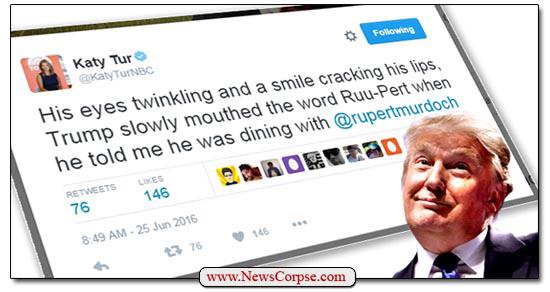 Katy Tur
@KatyTurNBC
Following
His eyes twinkling and a smile cracking his lips,
Trump slowly mouthed the word Ruu-Pert when
he told me he was dining with @rupertmurdoch
RETWEETS
76
LIKES
146
8:49 AM - 25 Jun 2016
76
146
www.NewsCorpse.com